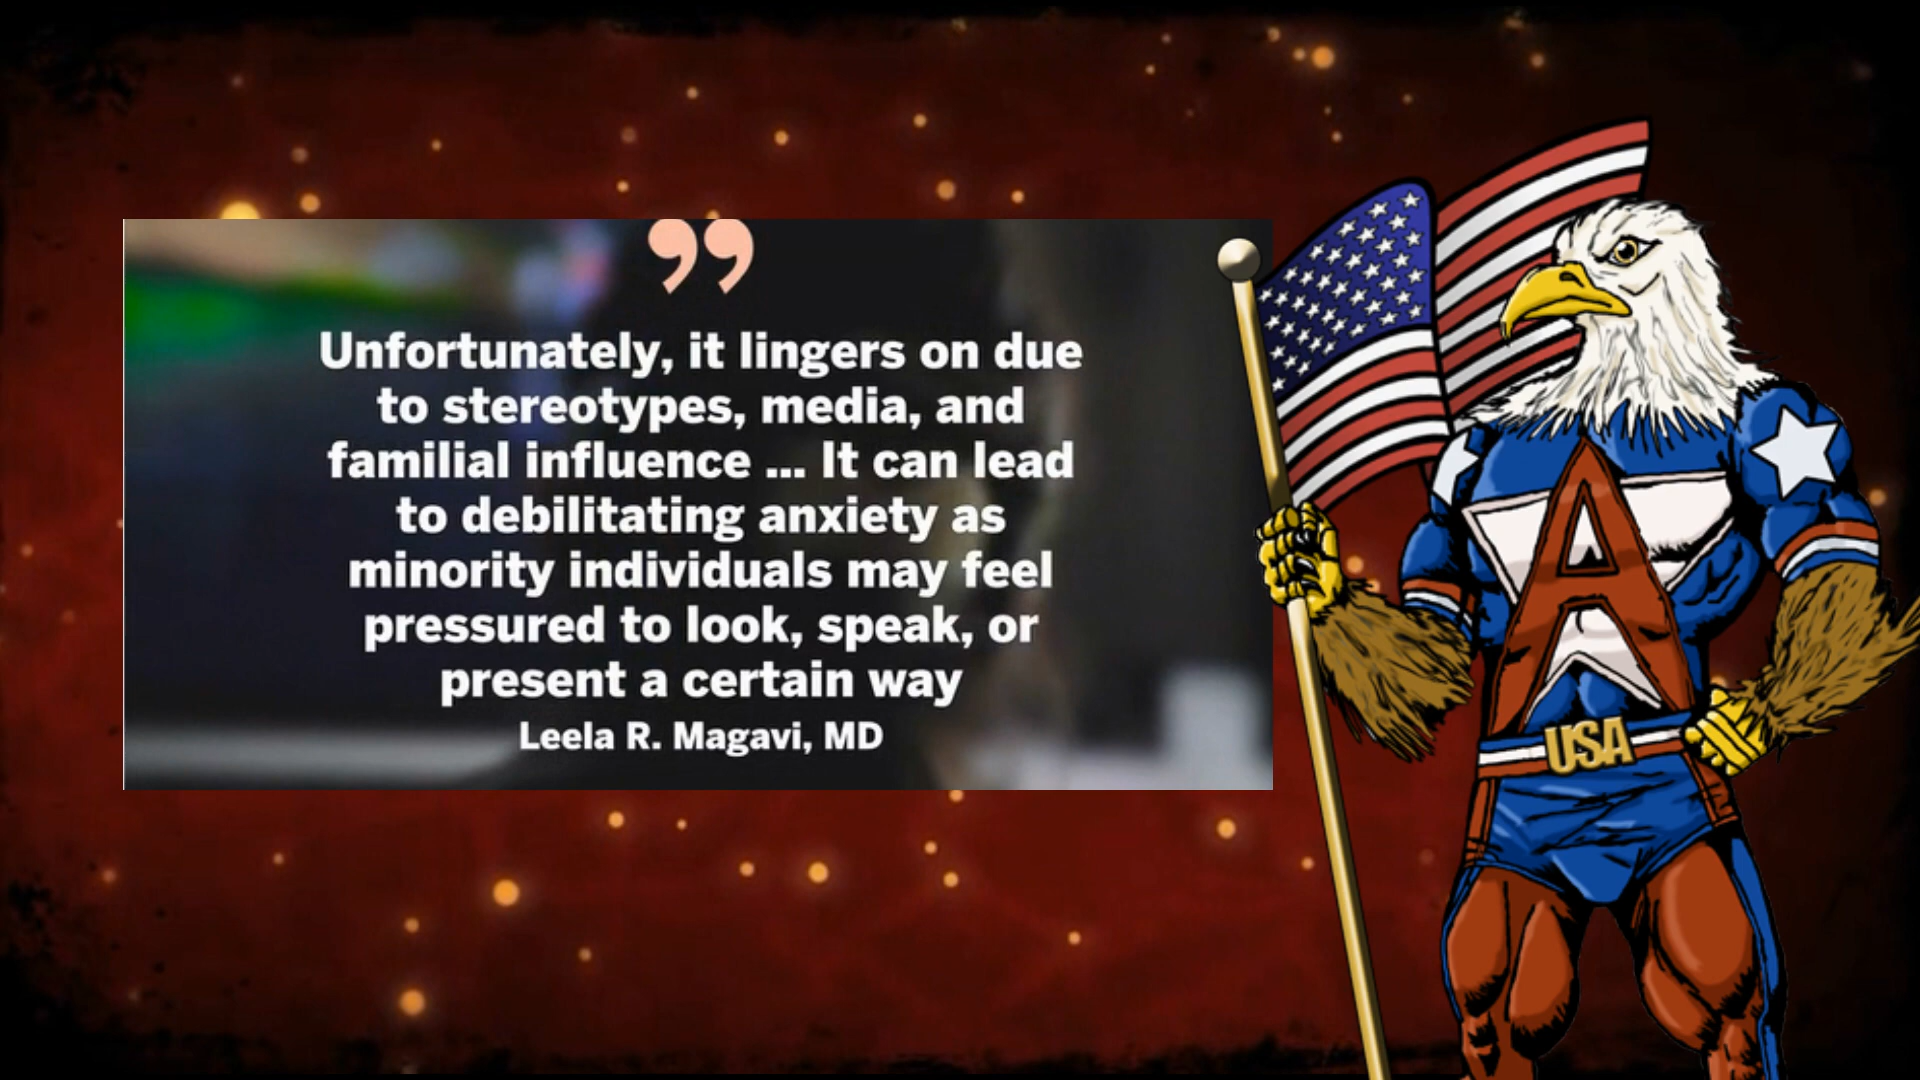 ”
Unfortunately, it lingers on due
to stereotypes, media, and
familial influence ... It can lead
to debilitating anxiety as
minority individuals may feel
pressured to look, speak, or
present a certain way
Leela R. Magavi, MD
A
USA